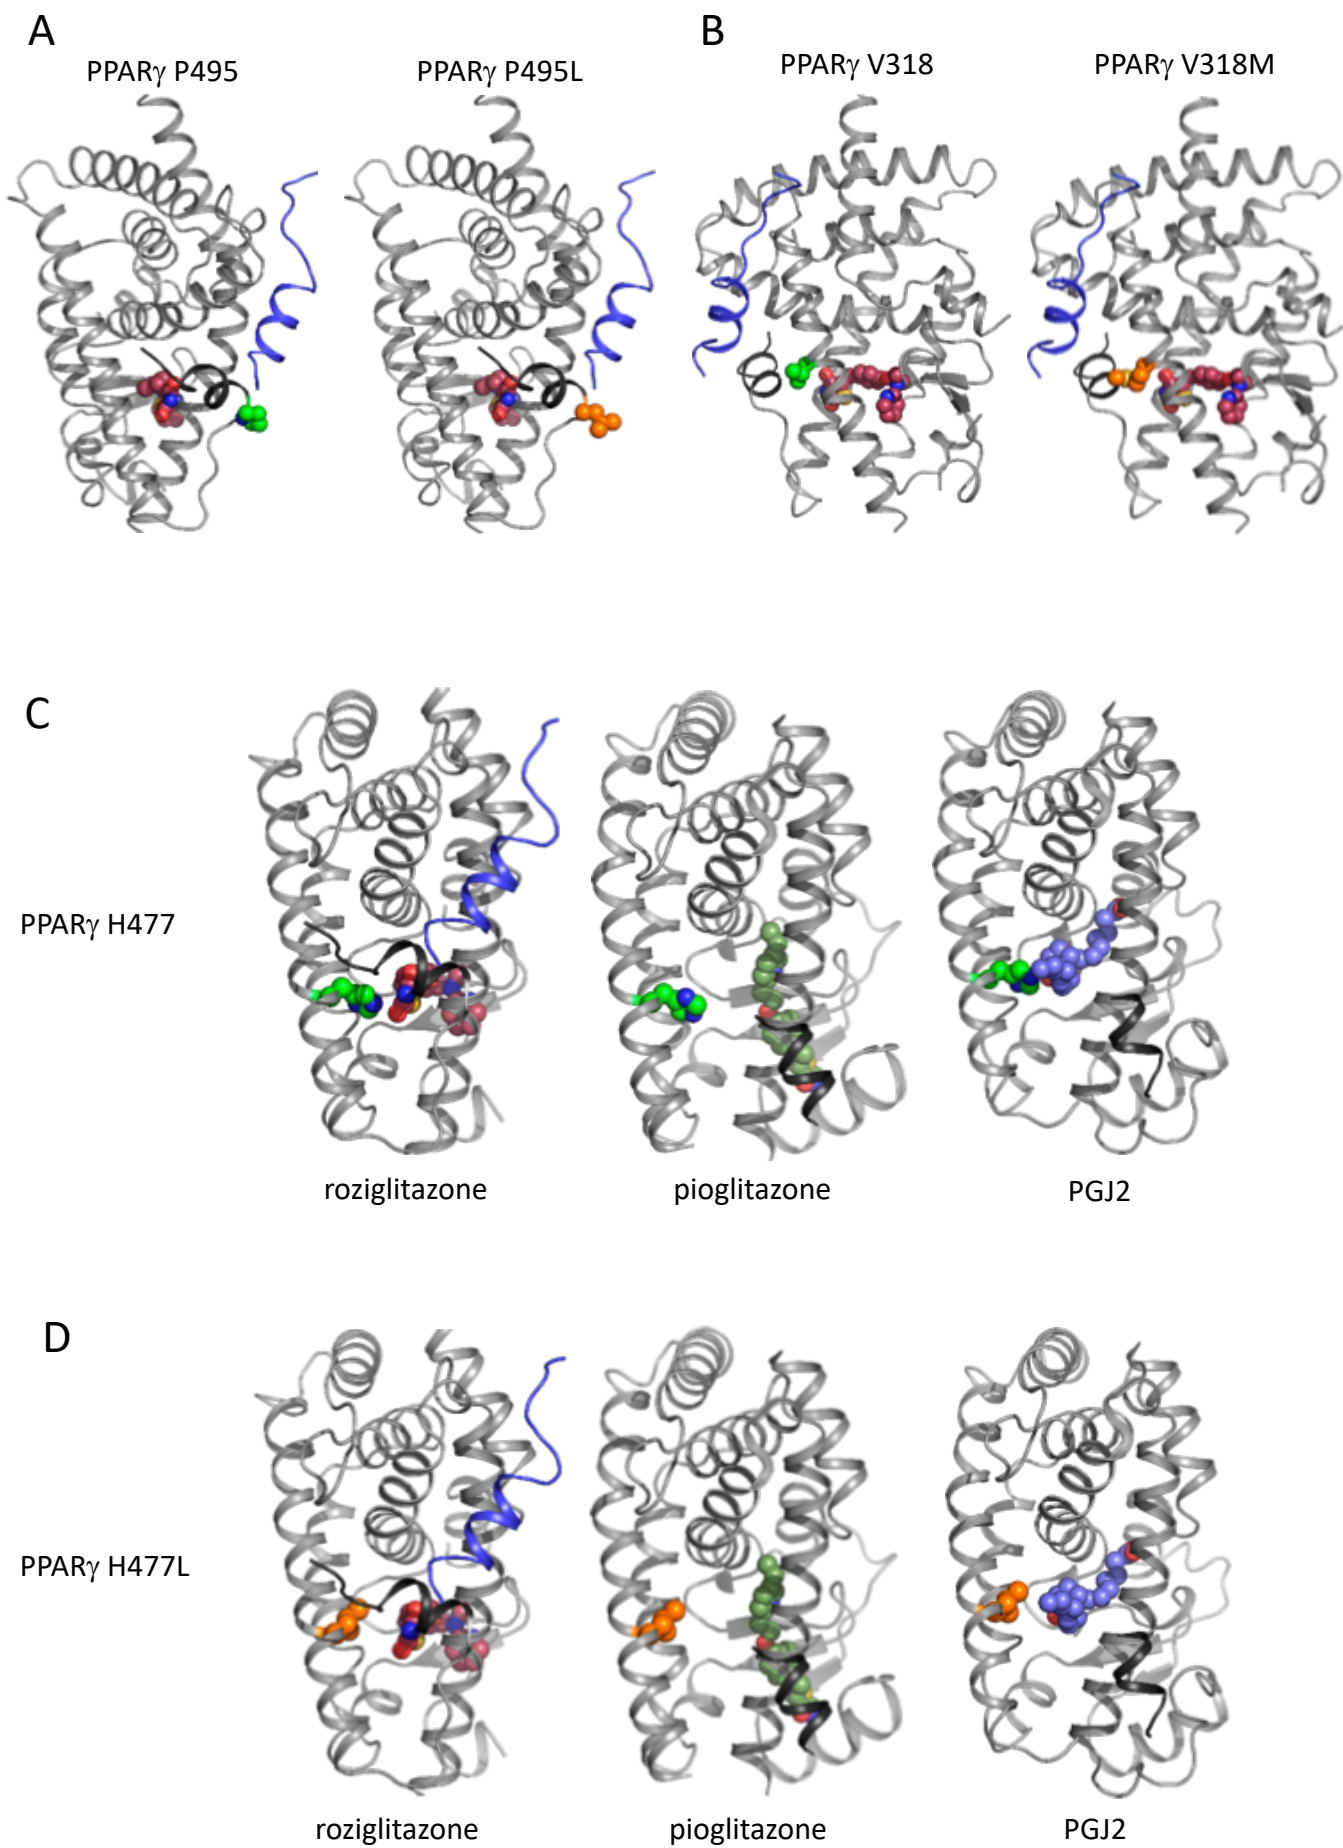 A
B
PPARγ P495
PPARγ P495L
PPARγ V318
PPARγ V318M
C
PPARγ H477
roziglitazone
pioglitazone
PGJ2
D
PPARγ H477L
roziglitazone
pioglitazone
PGJ2